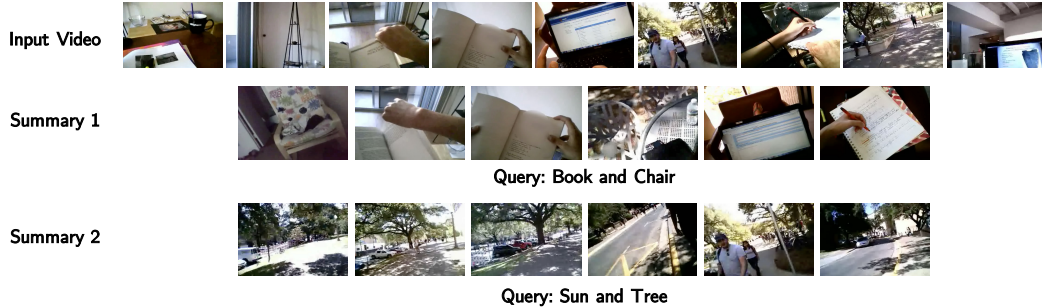 Input Video
Summary 1
Query: Book and Chair
Summary 2
Query: Sun and Tree